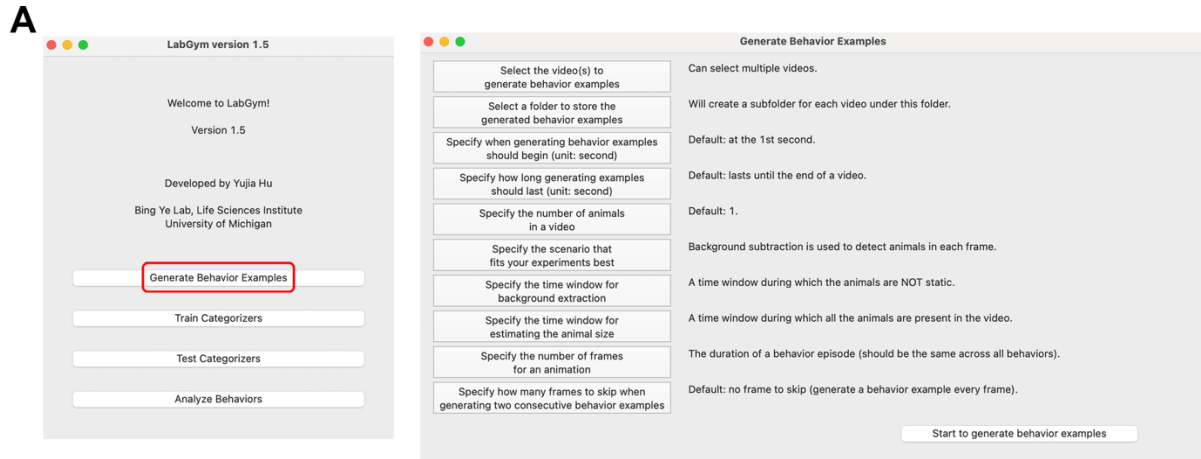 A
LabGym version 1.5
Welcome to LabGym!
Version 1.5
Developed by Yujia Hu
Bing Ye Lab, Life Sciences Institute
University of Michigan
Generate Behavior Examples
Train Categorizers
Test Categorizers
Analyze Behaviors
Generate Behavior Examples
Select the video(s) to
generate behavior examples
Can select multiple videos.
Select a folder to store the
generated behavior examples
Will create a subfolder for each video under this folder.
Specify when generating behavior examples
should begin (unit: second)
Default: at the 1st second.
Specify how long generating examples
should last (unit: second)
Default: lasts until the end of a video.
Specify the number of animals
in a video
Default: 1.
Specify the scenario that
fits your experiments best
Background subtraction is used to detect animals in each frame.
Specify the time window for
background extraction
A time window during which the animals are NOT static.
Specify the time window for
estimating the animal size
A time window during which all the animals are present in the video.
Specify the number of frames
for an animation
The duration of a behavior episode (should be the same across all behaviors).
Specify how many frames to skip when
generating two consecutive behavior examples
Default: no frame to skip (generate a behavior example every frame).
Start to generate behavior examples